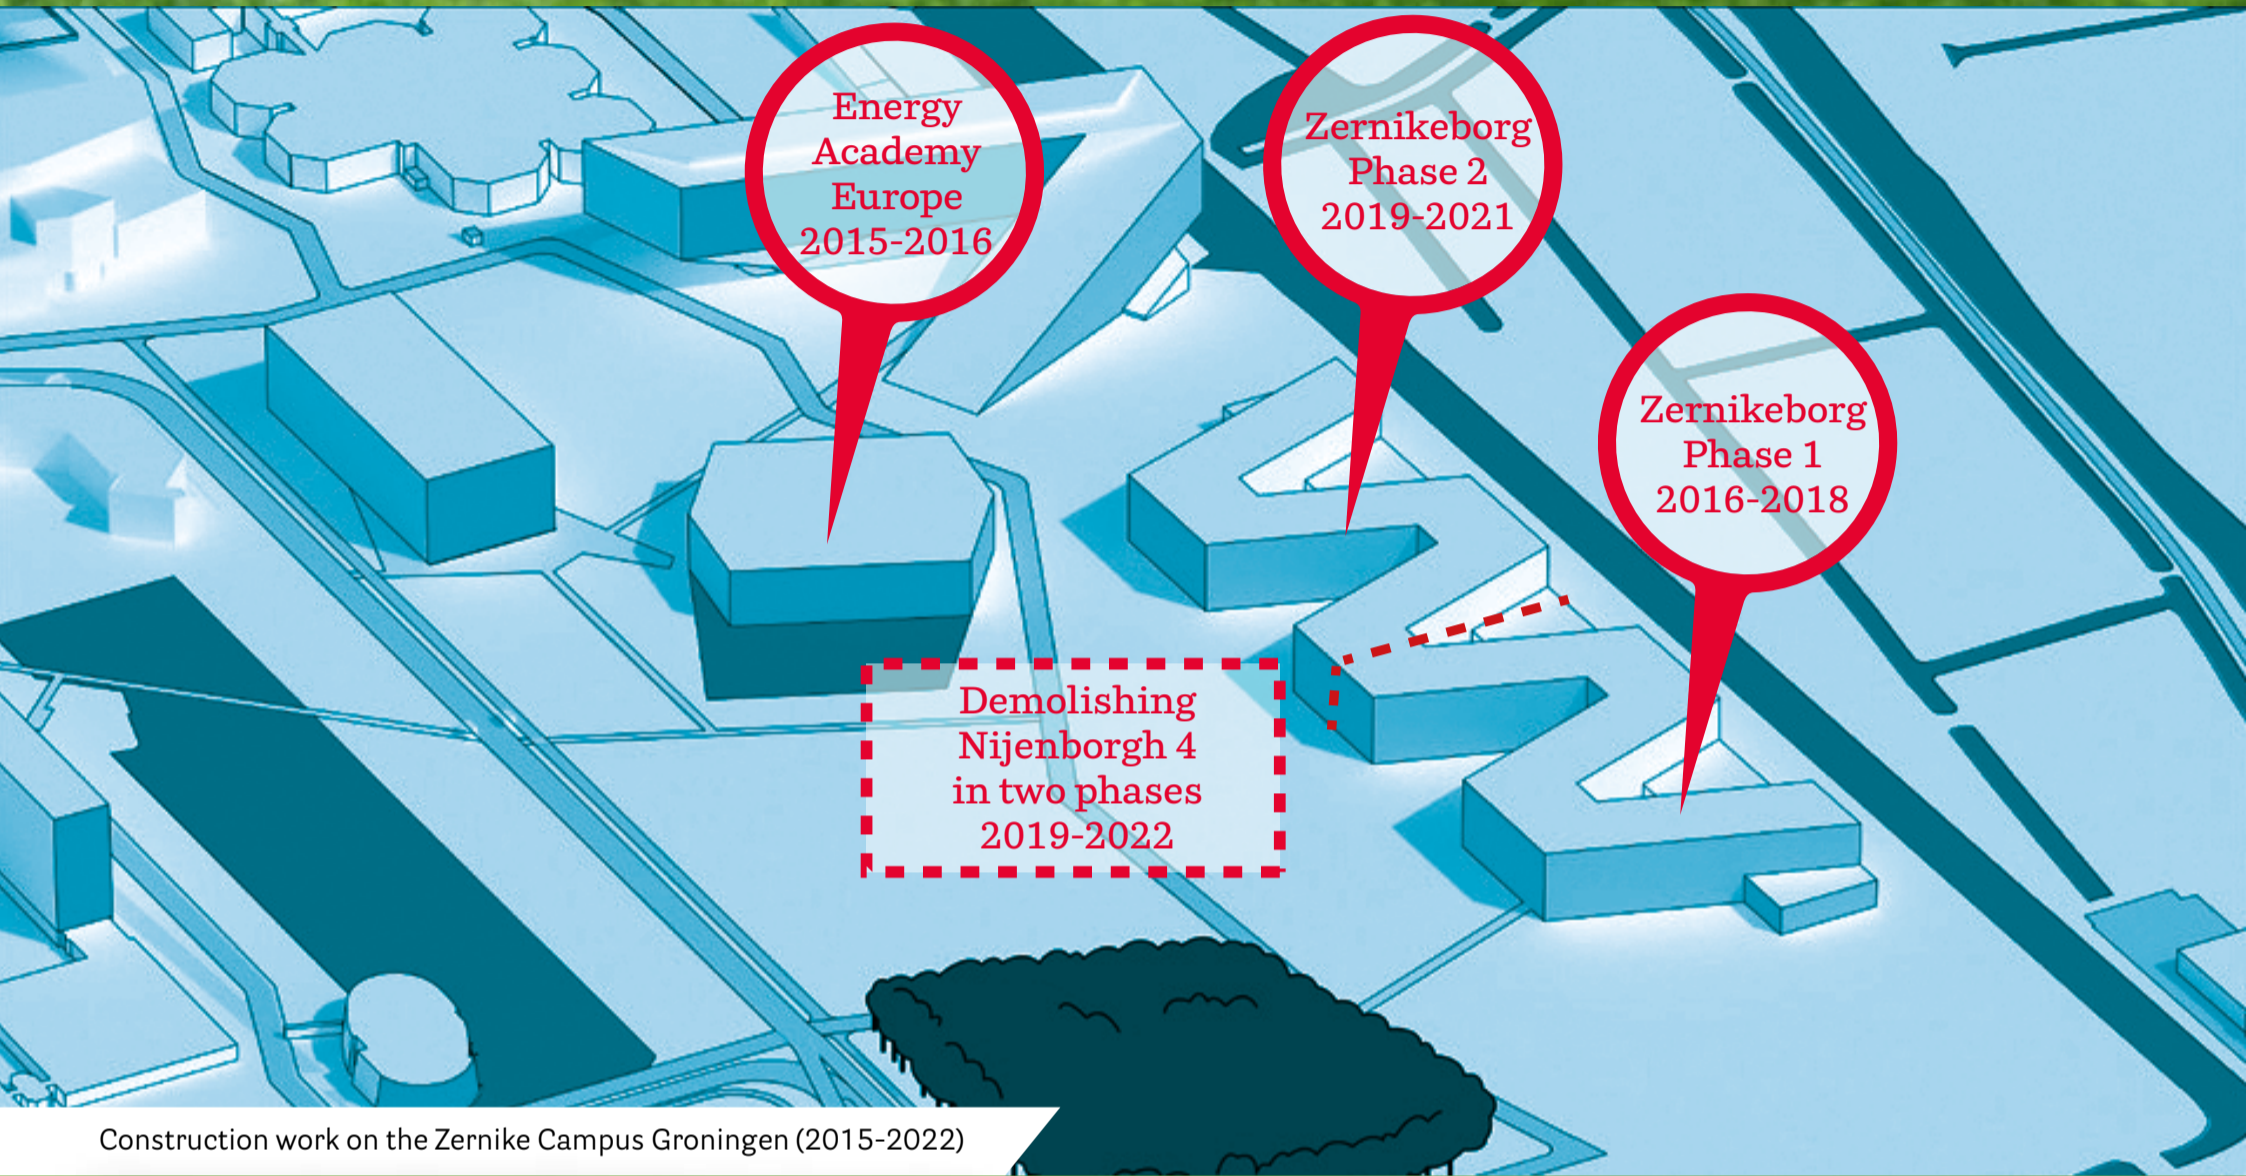 Energy
Academy
Europe
2015-2016
Zernikeborg
Phase 2
2019-2021
Zernikeborg
Phase 1
2016-2018
Demolishing
Nijenborgh 4
in two phases
2019-2022
Construction work on the Zernike Campus Groningen (2015-2022)